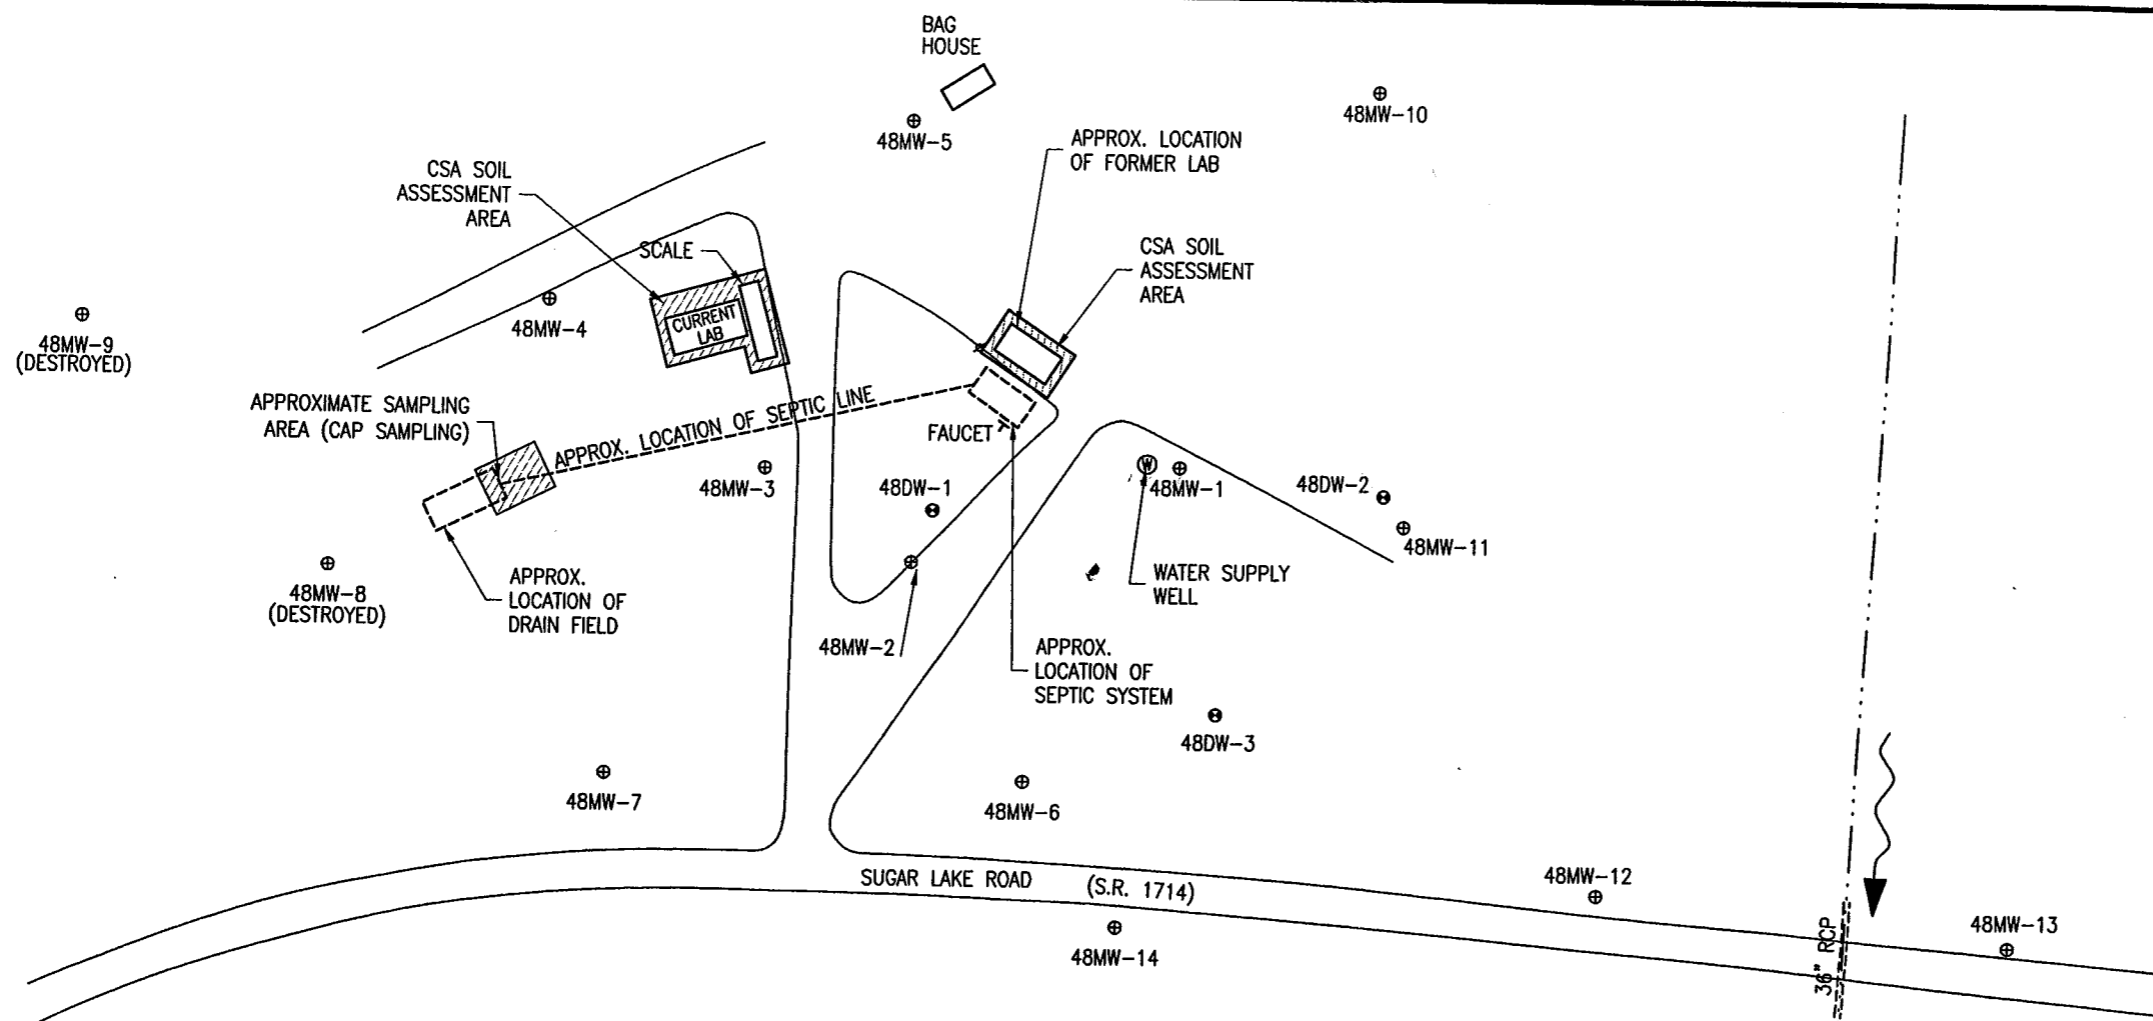 BAG
HOUSE
48MW-5
48MW-10
APPROX. LOCATION
OF FORMER LAB
CSA SOIL
ASSESSMENT
AREA
SCALE
CSA SOIL
ASSESSMENT
AREA
48MW-9
(DESTROYED)
48MW-4
CURRENT
LAB
APPROXIMATE SAMPLING
AREA (CAP SAMPLING)
APPROX. LOCATION OF SEPTIC LINE
FAUCET
48MW-3
48DW-1
W
48MW-1
48DW-2
48MW-11
48MW-8
(DESTROYED)
APPROX.
LOCATION OF
DRAIN FIELD
WATER SUPPLY
WELL
48MW-2
APPROX.
LOCATION OF
SEPTIC SYSTEM
48DW-3
48MW-7
48MW-6
SUGAR LAKE ROAD (S.R. 1714)
48MW-12
48MW-14
36" RCP
48MW-13